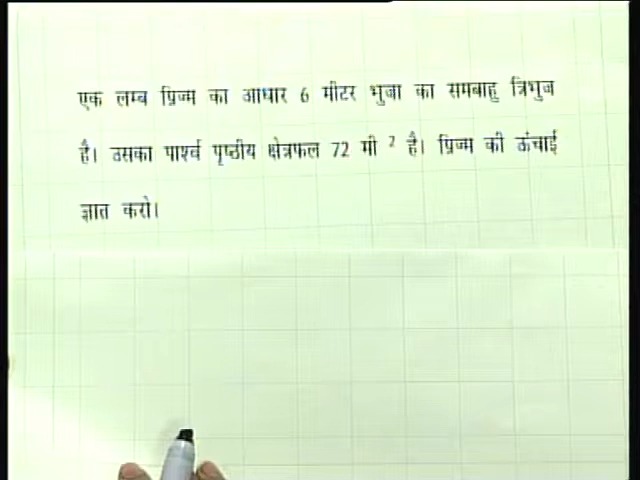 एक लम्ब प्रिज्म का आधार 6 मीटर भुजा का समबाहु त्रिभुज
है। उसका पार्श्व पृष्ठीय क्षेत्रफल 72 मी ² है। प्रिज्म की ऊंचाई
ज्ञात करो।